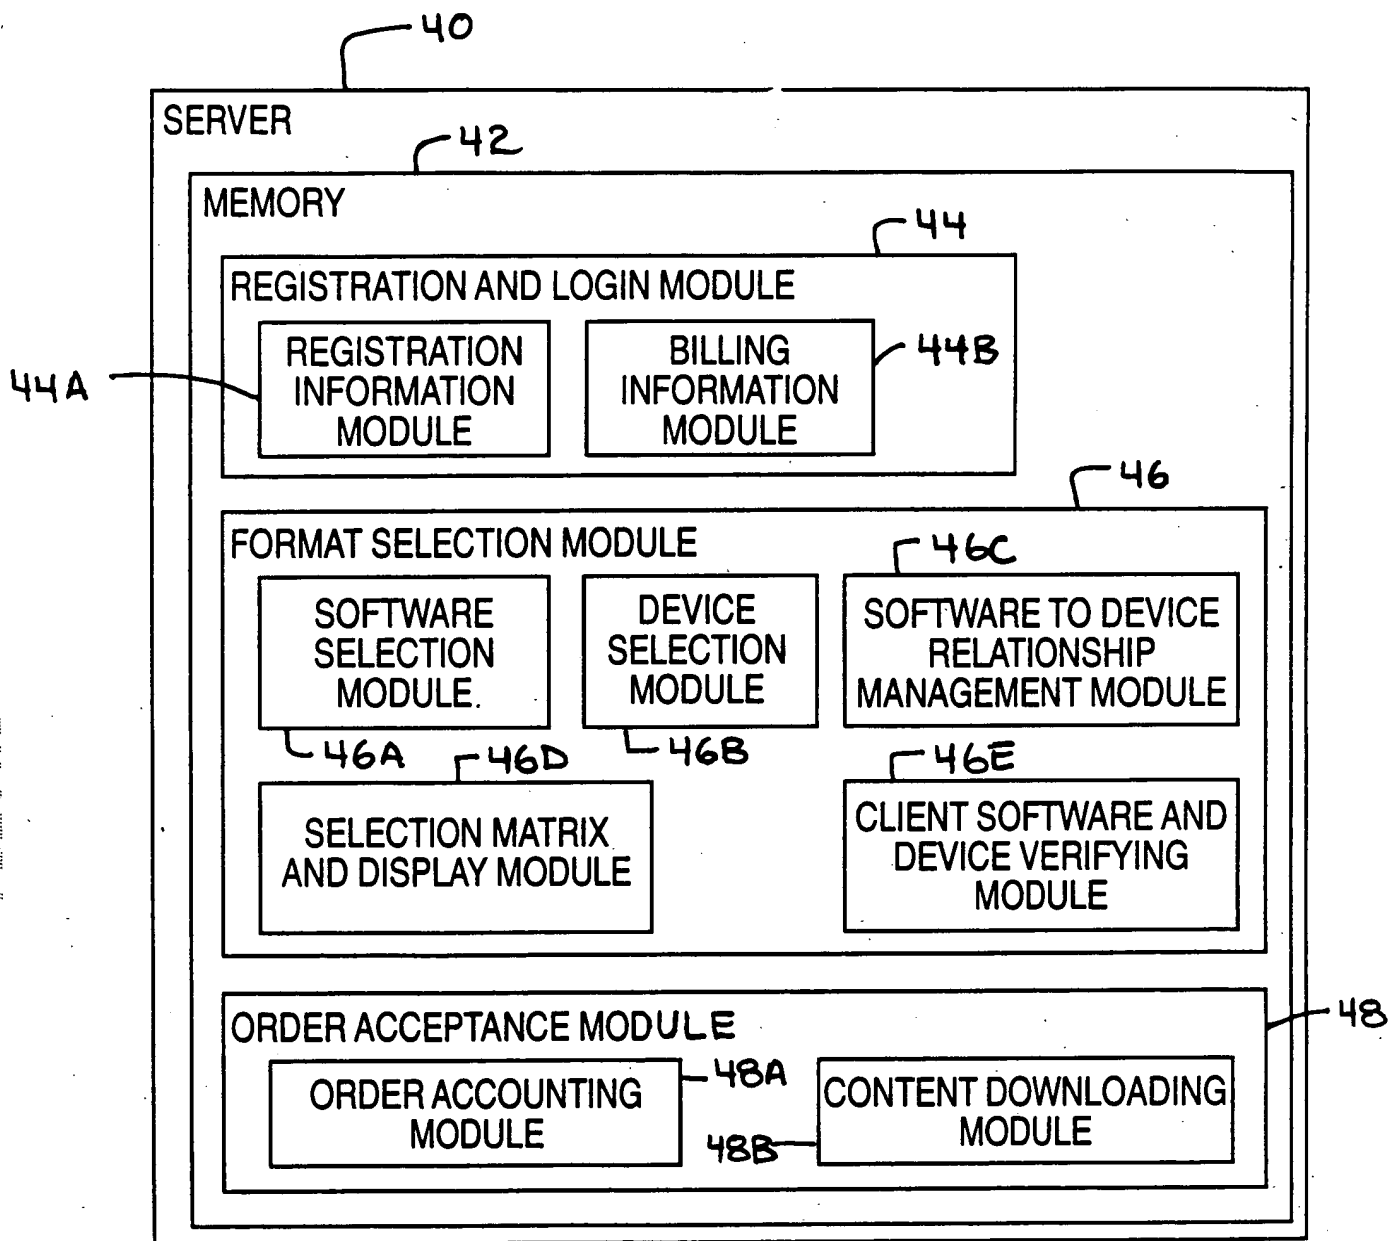 40
SERVER
42
MEMORY
44
REGISTRATION AND LOGIN MODULE
44A
REGISTRATION
INFORMATION
MODULE
BILLING
INFORMATION
MODULE
44B
46
FORMAT SELECTION MODULE
46C
SOFTWARE
SELECTION
MODULE.
DEVICE
SELECTION
MODULE
SOFTWARE TO DEVICE
RELATIONSHIP
MANAGEMENT MODULE
46A
46D
46B
46E
SELECTION MATRIX
AND DISPLAY MODULE
CLIENT SOFTWARE AND
DEVICE VERIFYING
MODULE
48
ORDER ACCEPTANCE MODULE
48A
ORDER ACCOUNTING
MODULE
48B
CONTENT DOWNLOADING
MODULE